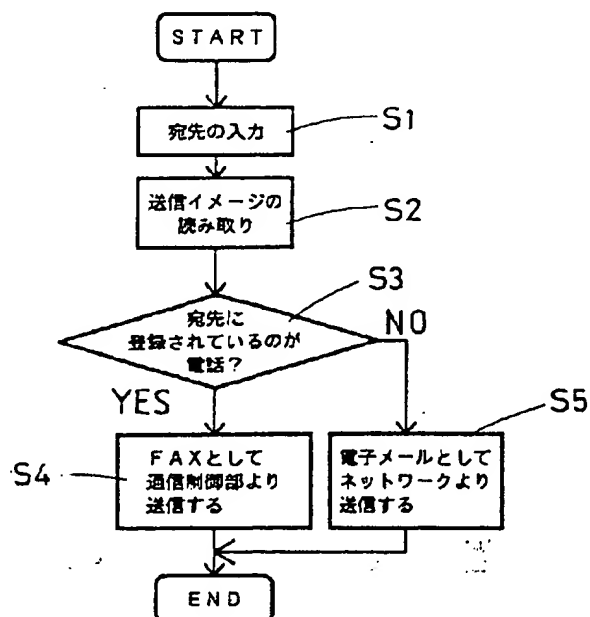 START
宛先の入力
S1
送信イメージの
読み取り
S2
S3
宛先に
登録されているのが
電話？
NO
YES
S4
FAXとして
通信制御部より
送信する
S5
電子メールとして
ネットワークより
送信する
END